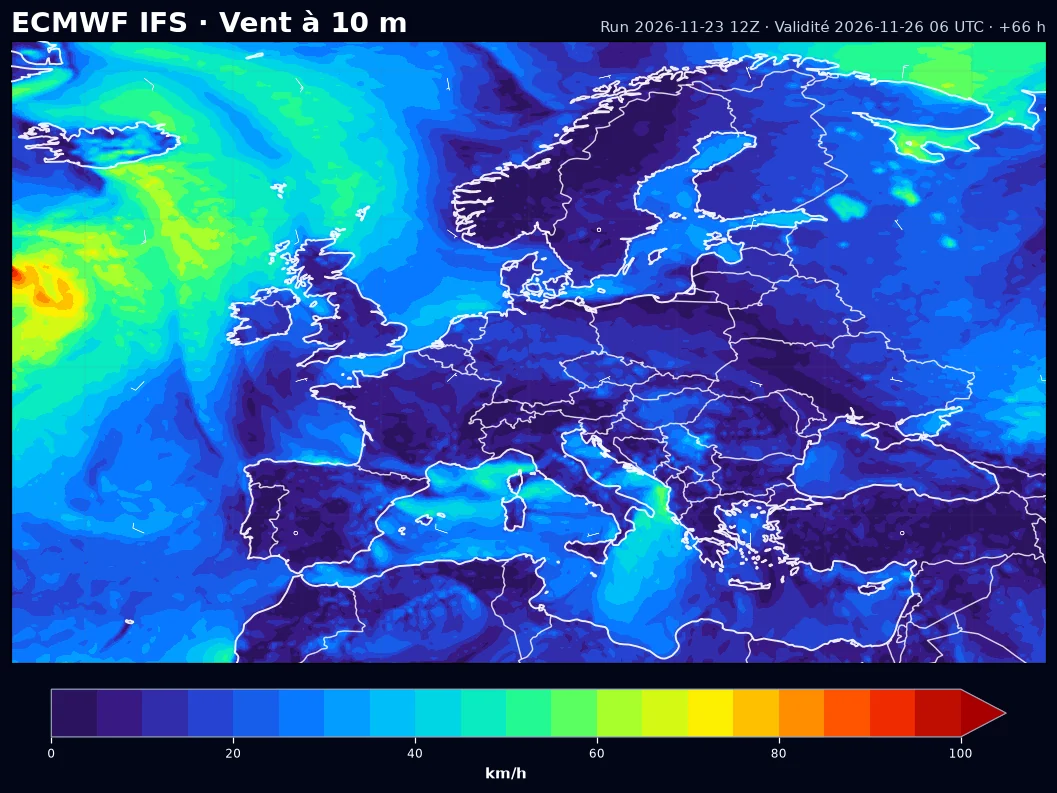 ECMWF IFS · Vent à 10 m
Run 2026-11-23 12Z · Validité 2026-11-26 06 UTC · +66 h
0 20 40 60 80 100
km/h